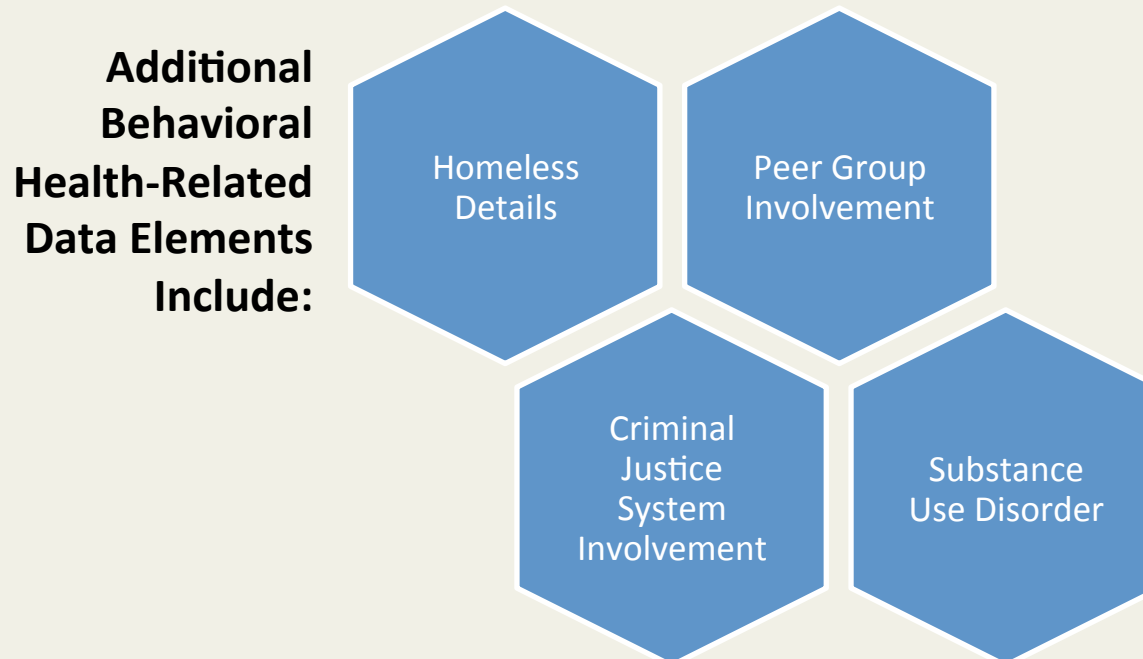 Additional
Behavioral
Health-Related
Data Elements
Include:
Homeless
Details
Peer Group
Involvement
Criminal
Justice
System
Involvement
Substance
Use Disorder